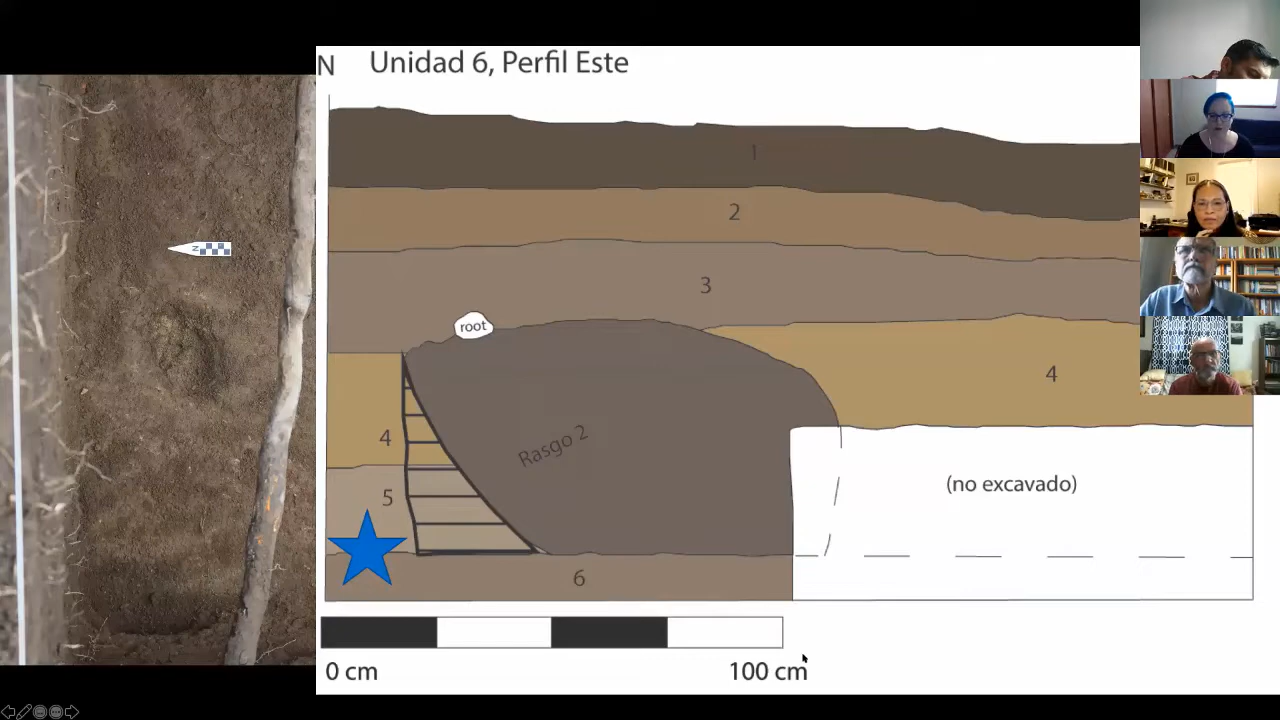 N Unidad 6, Perfil Este
1
2
3
root
4
4
Rasgo 2
(no excavado)
5
6
0 cm 100 cm
N